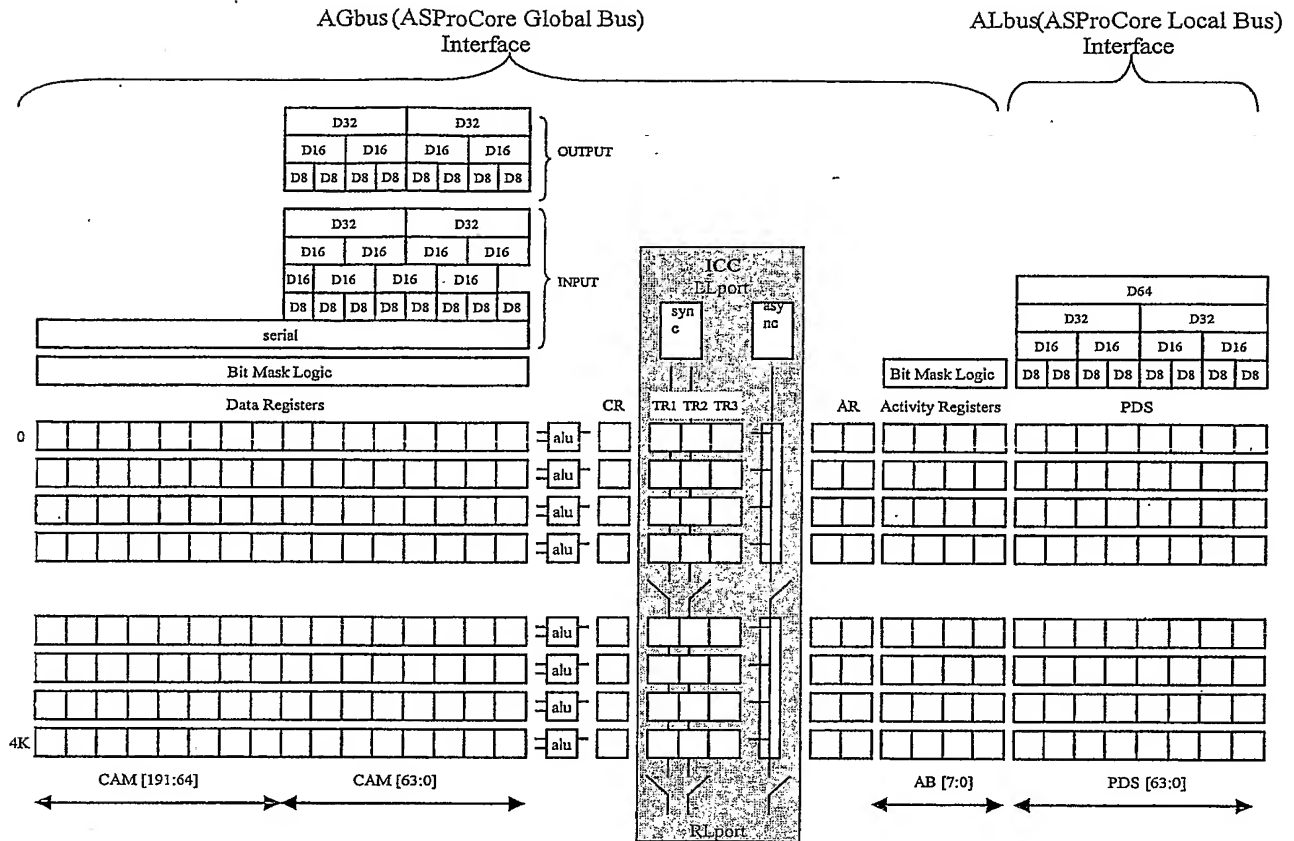 AGbus (ASProCore Global Bus)
Interface
ALbus(ASProCore Local Bus)
Interface
D32 D32
D16 D16 D16 D16
D8 D8 D8 D8 D8 D8 D8 D8
OUTPUT
D32 D32
D16 D16 D16 D16
D16 D16 D16 D16
D8 D8 D8 D8 D8 D8 D8 D8
INPUT
serial
Bit Mask Logic
ICC
LLport
syn
c
asy
nc
D64
D32 D32
D16 D16 D16 D16
D8 D8 D8 D8 D8 D8 D8 D8
Bit Mask Logic
Data Registers CR TR1 TR2 TR3 AR Activity Registers PDS
0 alu
alu
alu
alu
alu
alu
alu
4K alu
CAM [191:64] CAM [63:0] AB [7:0] PDS [63:0]
RLport